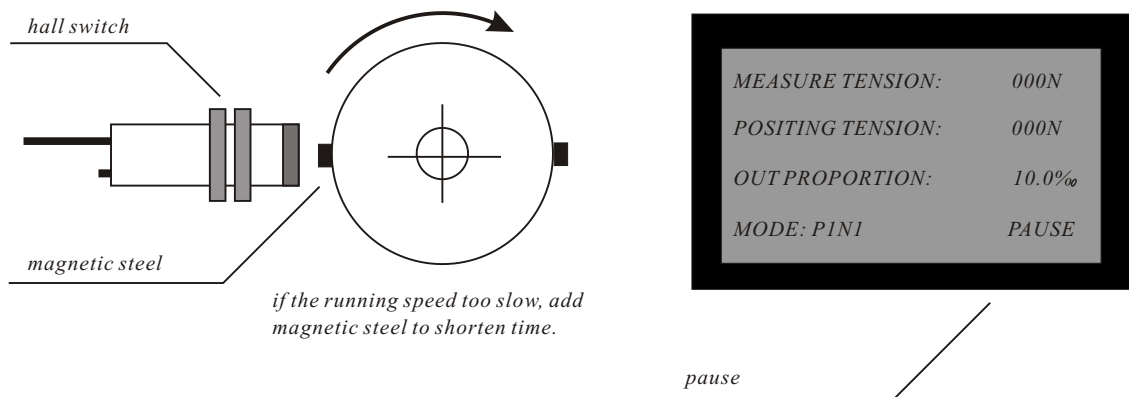 hall switch
magnetic steel
if the running speed too slow, add
magnetic steel to shorten time.
MEASURE TENSION: 000N
POSITING TENSION: 000N
OUT PROPORTION: 10.0‰
MODE: P1N1 PAUSE
pause